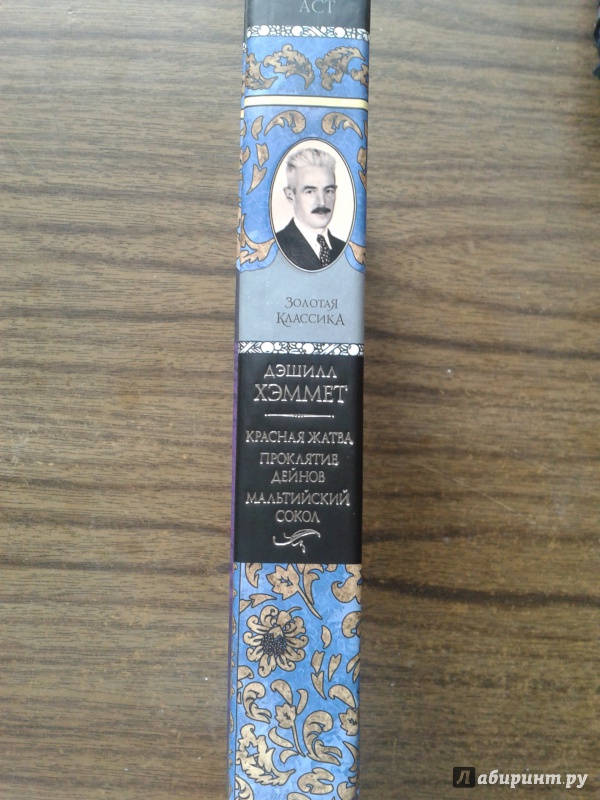 АСТ
ЗОЛОТАЯ
КЛАССИКА
ДЭШИЛЛ
ХЭММЕТ
КРАСНАЯ ЖАТВА
ПРОКЛЯТИЕ
ДЕЙНОВ
МАЛЬТИЙСКИЙ
СОКОЛ
Лабиринт.ру